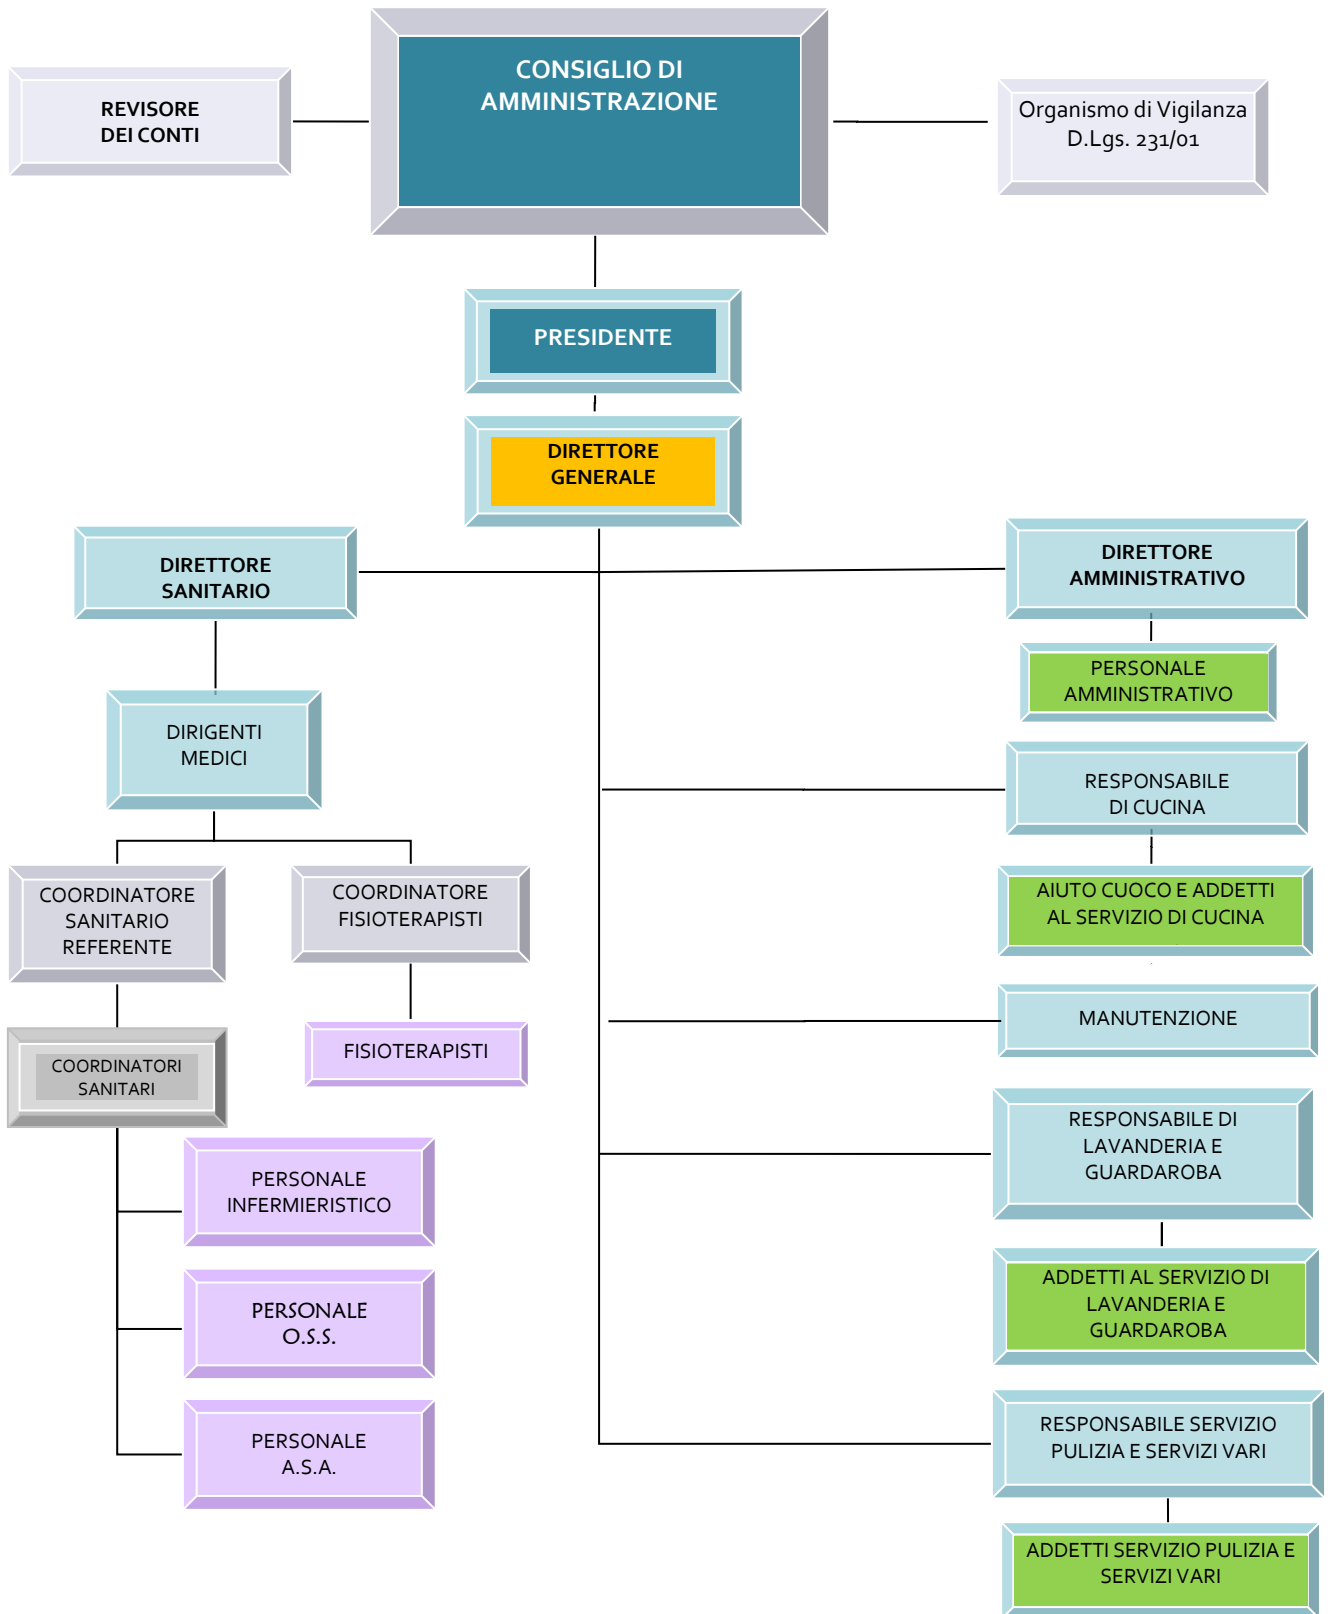 CONSIGLIO DI
AMMINISTRAZIONE
REVISORE
DEI CONTI
Organismo di Vigilanza
D.Lgs. 231/01
PRESIDENTE
DIRETTORE
GENERALE
DIRETTORE
SANITARIO
DIRETTORE
AMMINISTRATIVO
PERSONALE
AMMINISTRATIVO
DIRIGENTI
MEDICI
RESPONSABILE
DI CUCINA
COORDINATORE
SANITARIO
REFERENTE
COORDINATORE
FISIOTERAPISTI
AIUTO CUOCO E ADDETTI
AL SERVIZIO DI CUCINA
MANUTENZIONE
FISIOTERAPISTI
COORDINATORI
SANITARI
RESPONSABILE DI
LAVANDERIA E
GUARDAROBA
PERSONALE
INFERMIERISTICO
ADDETTI AL SERVIZIO DI
LAVANDERIA E
GUARDAROBA
PERSONALE
O.S.S.
RESPONSABILE SERVIZIO
PULIZIA E SERVIZI VARI
PERSONALE
A.S.A.
ADDETTI SERVIZIO PULIZIA E
SERVIZI VARI